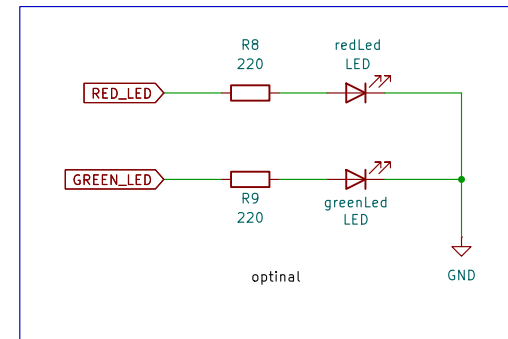 R8
220
redLed
LED
RED_LED
GREEN_LED
R9
220
greenLed
LED
optinal
GND